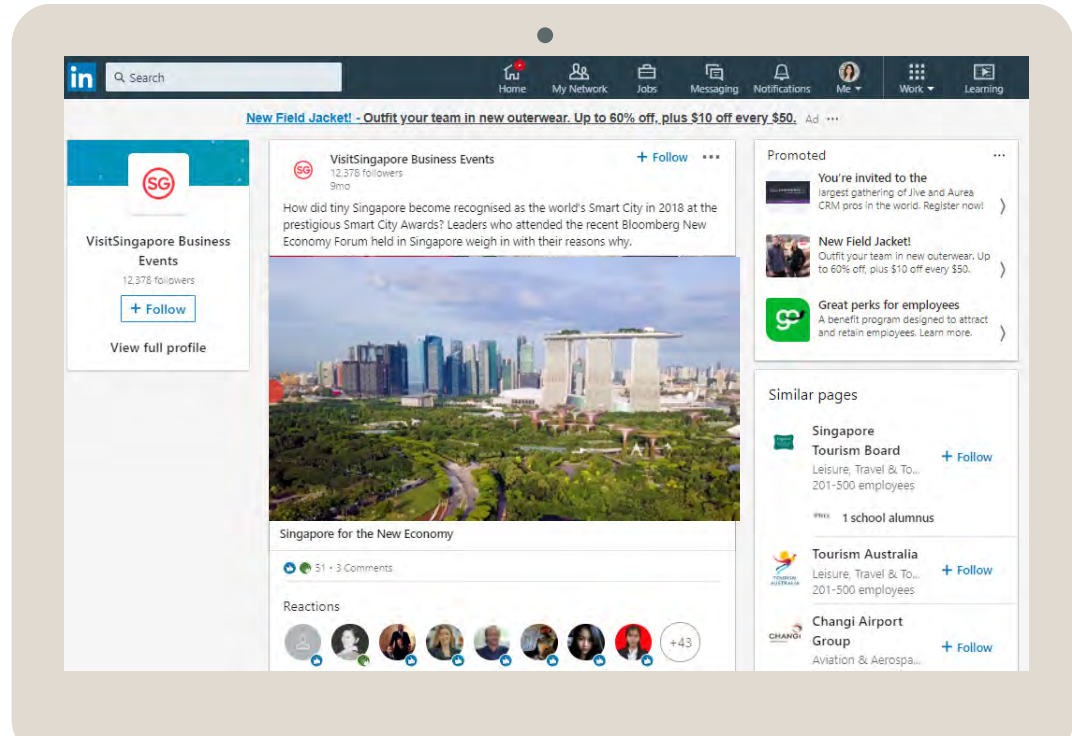 in
Search
Home
My Network
Jobs
Messaging
Notifications
Me
Work
Learning
New Field Jacket! - Outfit your team in new outerwear. Up to 60% off, plus $10 off every $50. Ad ···
SG
VisitSingapore Business
Events
12,378 followers
+ Follow
View full profile
SG
VisitSingapore Business Events
12,378 followers
9mo
+ Follow
How did tiny Singapore become recognised as the world's Smart City in 2018 at the
prestigious Smart City Awards? Leaders who attended the recent Bloomberg New
Economy Forum held in Singapore weigh in with their reasons why.
Singapore for the New Economy
51 • 3 Comments
Reactions
+43
Promoted
You're invited to the
largest gathering of Jive and Aurea
CRM pros in the world. Register now!
New Field Jacket!
Outfit your team in new outerwear. Up
to 60% off, plus $10 off every $50.
Great perks for employees
A benefit program designed to attract
and retain employees. Learn more.
Similar pages
Singapore
Tourism Board
Leisure, Travel & To...
201-500 employees
+ Follow
1 school alumnus
TOURISM
AUSTRALIA
Tourism Australia
Leisure, Travel & To...
201-500 employees
+ Follow
CHANGI
Changi Airport
Group
Aviation & Aerospa...
+ Follow